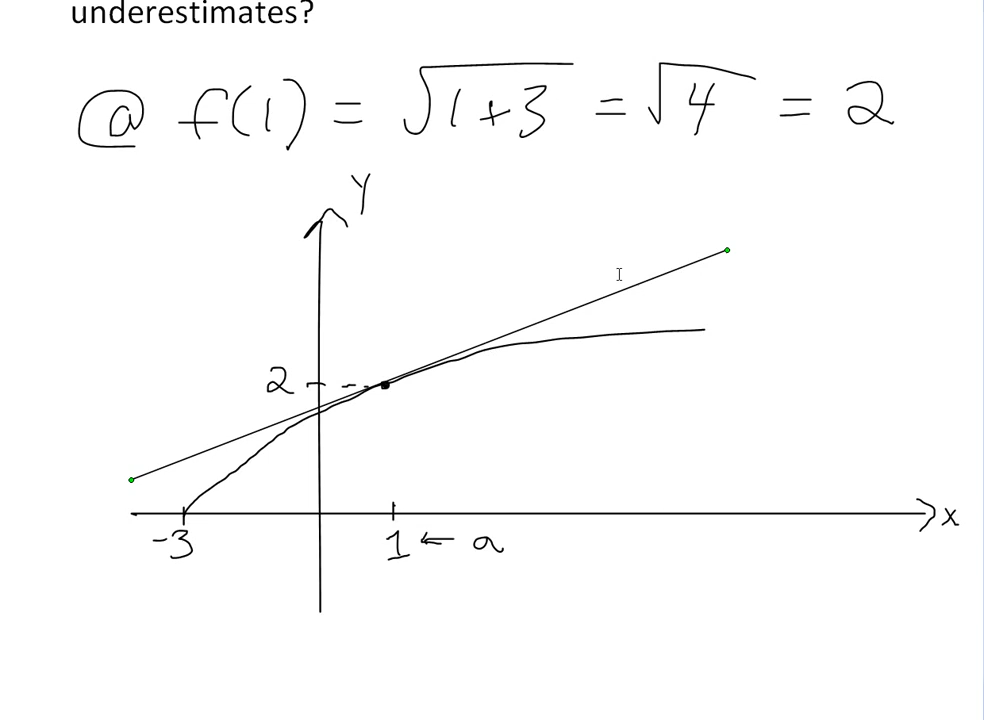 underestimates?
@ f(1) = √1+3 = √4 = 2
Y
2
x
-3 1 ← a